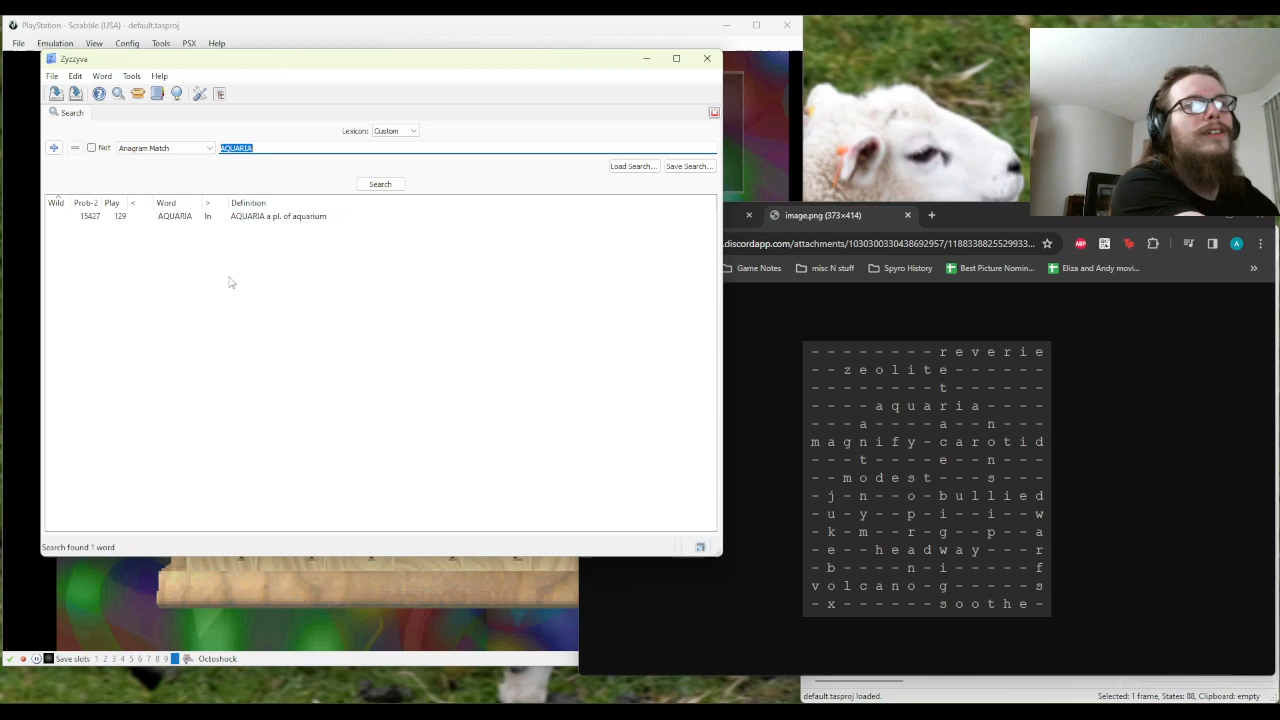 PlayStation - Scrabble (USA) - default.tasproj
File Emulation View Config Tools PSX Help
Zyzzyva
File Edit Word Tools Help
Search
Lexicon: Custom
Not Anagram Match AQUARIA
Load Search... Save Search...
Search
Wild Prob-2 Play < Word > Definition
15427 129 AQUARIA In AQUARIA a pl. of aquarium
Search found 1 word
Save slots 1 2 3 4 5 6 7 8 9 Octoshock
image.png (373×414)
.discordapp.com/attachments/1030300330438692957/1188338825529933...
ABP
A
Game Notes misc N stuff Spyro History Best Picture Nomin... Eliza and Andy movi... »
- - - - - - - - r e v e r i e
- - z e o l i t e - - - - - -
- - - - - - - - t - - - - - -
- - - - a q u a r i a - - - -
- - - a - - - - a - - n - - -
m a g n i f y - c a r o t i d
- - - t - - - - e - - n - - -
- - m o d e s t - - - s - - -
- j - n - - o - b u l l i e d
- u - y - - p - i - - i - - w
- k - m - - r - g - - p - - a
- e - - h e a d w a y - - - r
- b - - - - n - i - - - - - f
v o l c a n o - g - - - - - s
- x - - - - - - s o o t h e -
default.tasproj loaded.
Selected: 1 frame, States: 88, Clipboard: empty